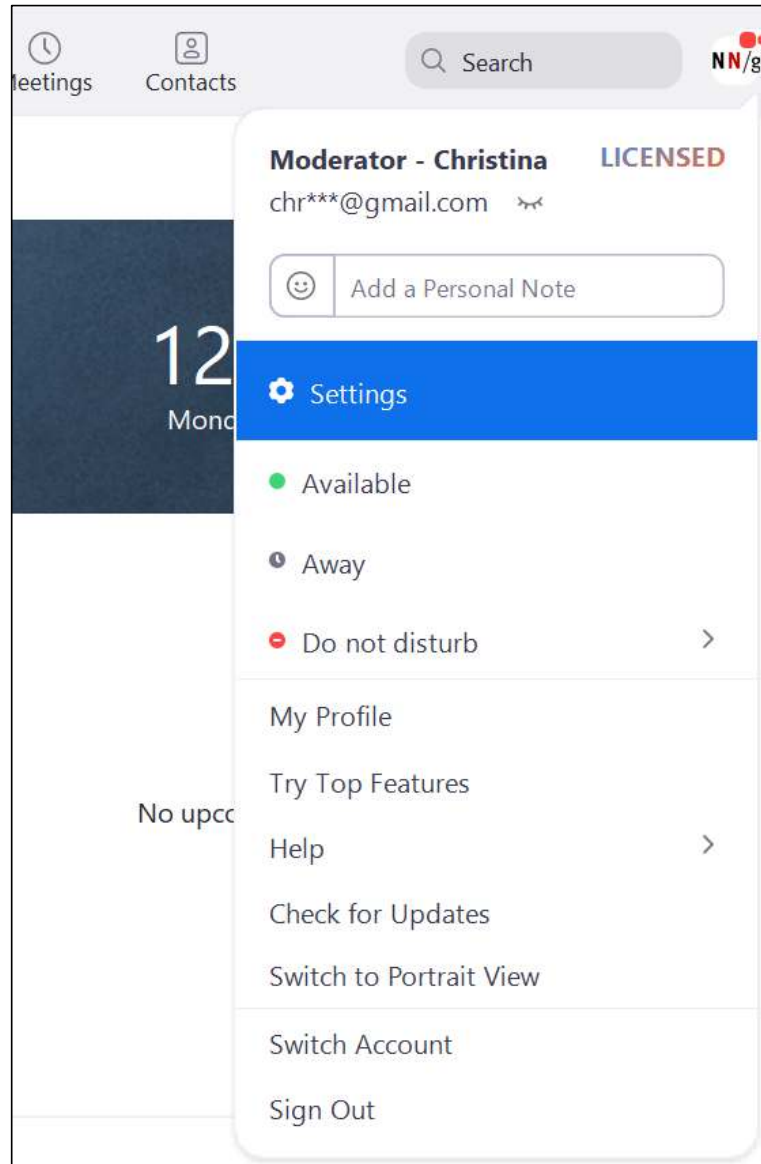 Meetings Contacts Search NN/g
Moderator - Christina LICENSED
chr***@gmail.com
Add a Personal Note
12
Mond
Settings
Available
Away
Do not disturb
My Profile
Try Top Features
No upco
Help
Check for Updates
Switch to Portrait View
Switch Account
Sign Out